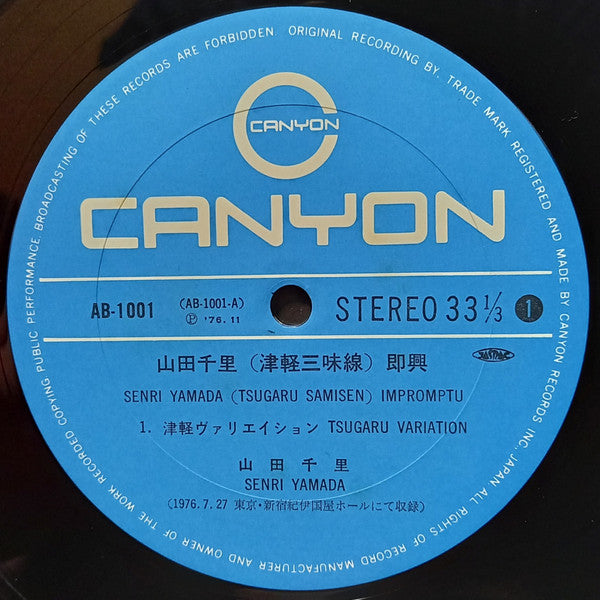 CANYON
CANYON
AB-1001
(AB-1001-A)
Ⓟ '76.11
STEREO 33 1/3
1
JASRAC
山田千里（津軽三味線）即興
SENRI YAMADA (TSUGARU SAMISEN) IMPROMPTU
1. 津軽ヴァリエイション TSUGARU VARIATION
山田千里
SENRI YAMADA
（1976.7.27 東京・新宿紀伊国屋ホールにて収録）
ORIGINAL RECORDING BY, TRADE MARK REGISTERED AND MADE BY CANYON RECORDS INC. JAPAN ALL RIGHTS OF RECORD MANUFACTURER AND OWNER OF THE WORK RECORDED COPYING PUBLIC PERFORMANCE, BROADCASTING OF THESE RECORDS ARE FORBIDDEN.